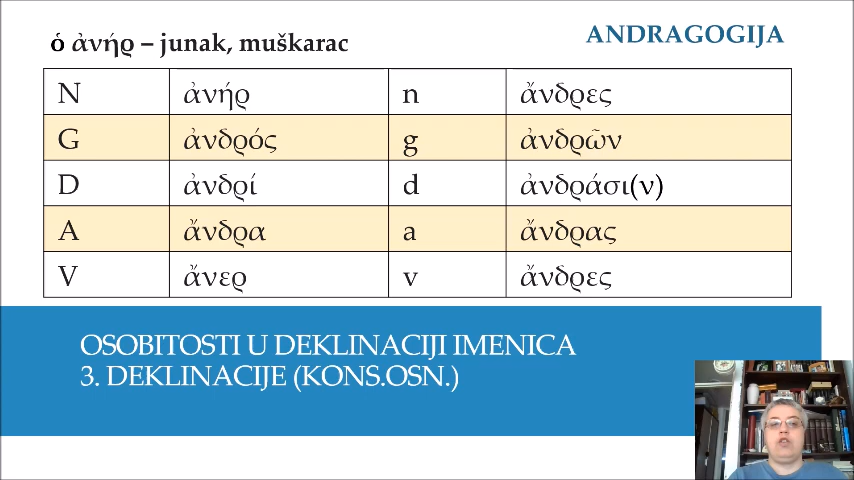 ὁ ἀνήρ – junak, muškarac
ANDRAGOGIJA
N ἀνήρ n ἄνδρες
G ἀνδρός g ἀνδρῶν
D ἀνδρί d ἀνδράσι(ν)
A ἄνδρα a ἄνδρας
V ἄνερ v ἄνδρες
OSOBITOSTI U DEKLINACIJI IMENICA
3. DEKLINACIJE (KONS.OSN.)